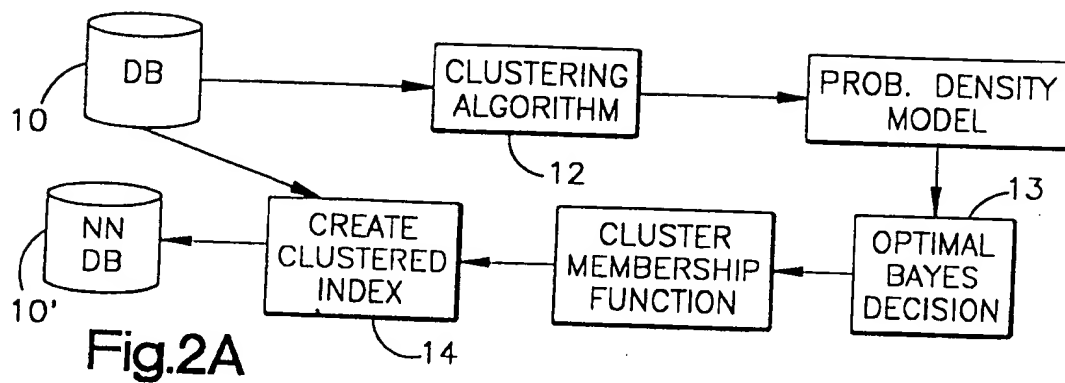 DB
10
CLUSTERING
ALGORITHM
12
PROB. DENSITY
MODEL
13
OPTIMAL
BAYES
DECISION
CLUSTER
MEMBERSHIP
FUNCTION
CREATE
CLUSTERED
INDEX
14
NN
DB
10'
Fig.2A